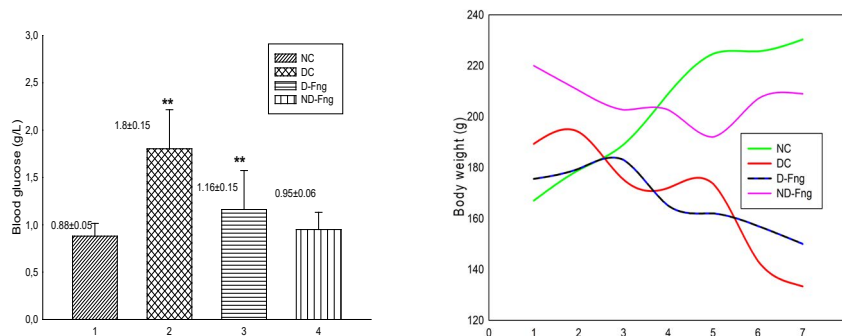 3,0
2,5
2,0
1,5
1,0
0,5
0,0
Blood glucose (g/L)
NC
DC
D-Fng
ND-Fng
**
1.8±0.15
**
1.16±0.15
0.95±0.06
0.88±0.05
1 2 3 4
240
220
200
180
160
140
120
Body weight (g)
NC
DC
D-Fng
ND-Fng
0 1 2 3 4 5 6 7